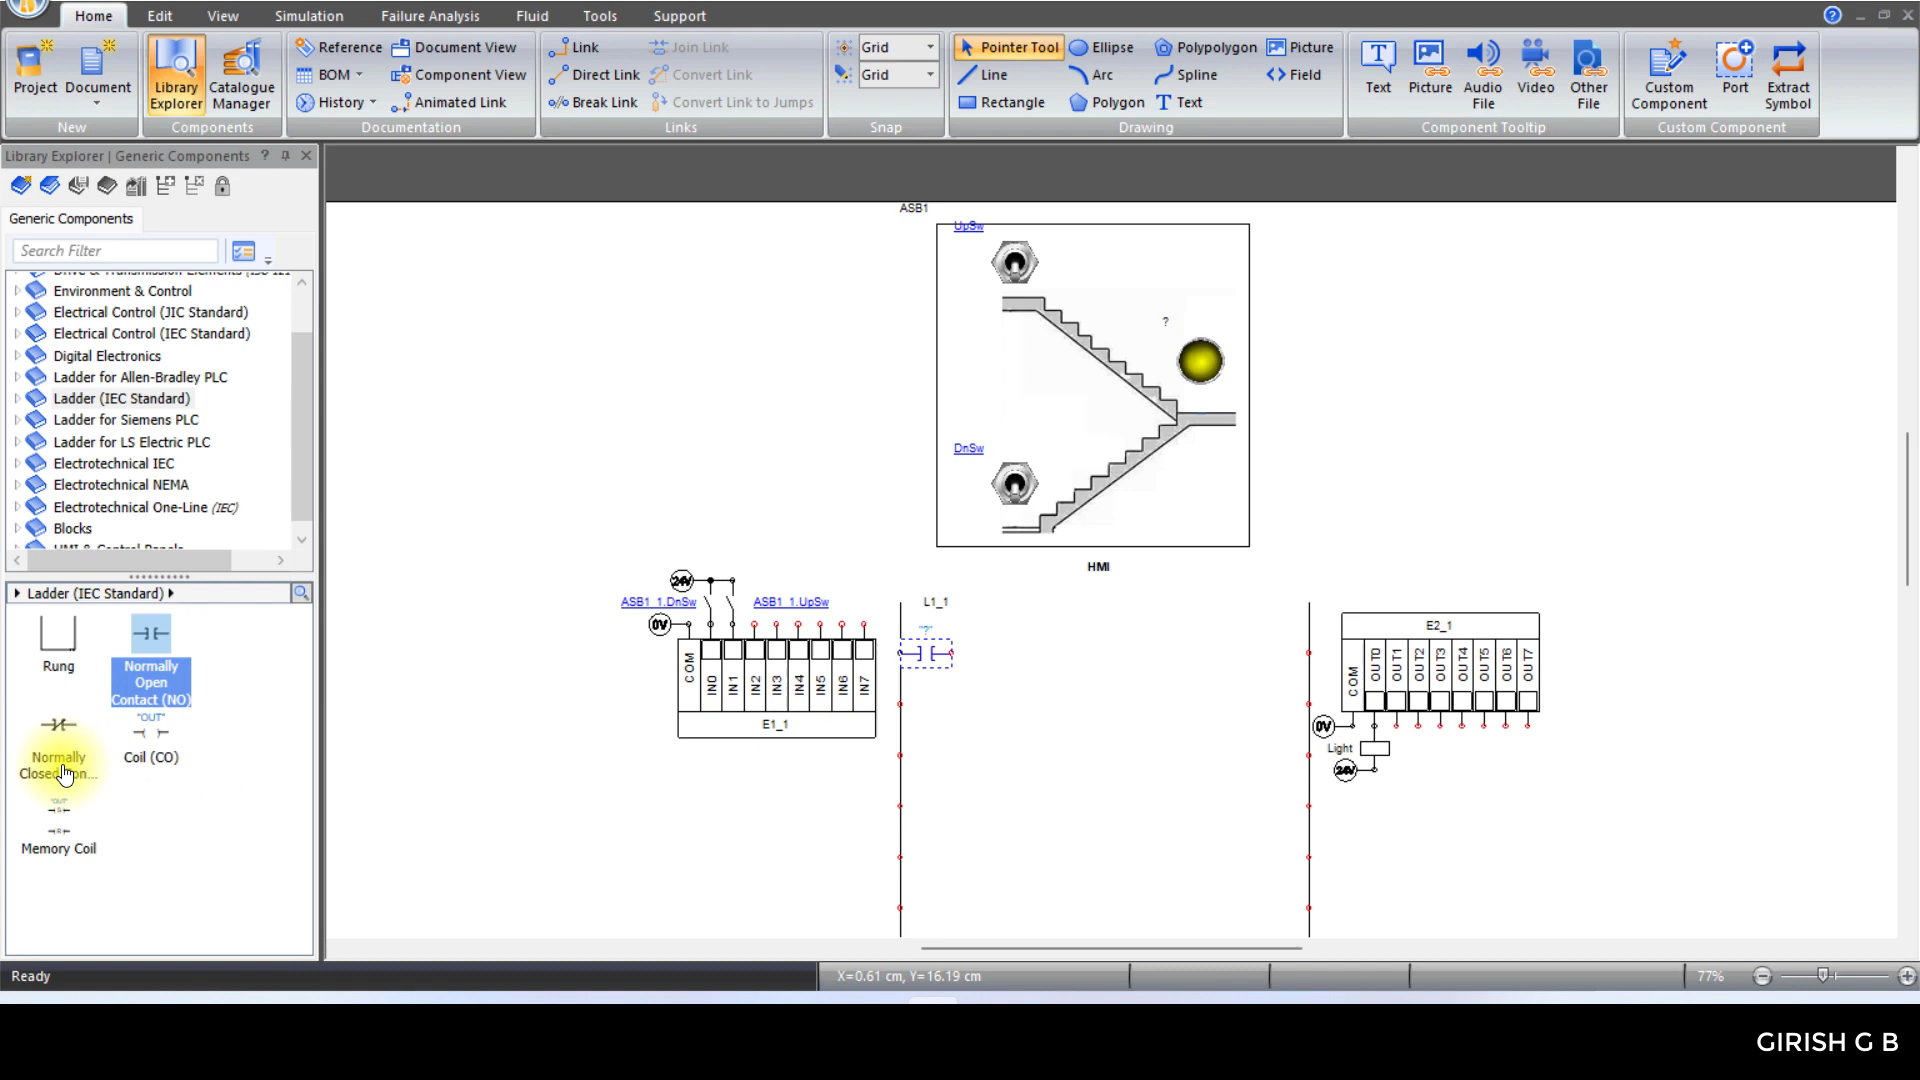 Home Edit View Simulation Failure Analysis Fluid Tools Support
Project Document
New
Library Explorer Catalogue Manager
Components
Reference Document View
BOM Component View
History Animated Link
Documentation
Link Join Link
Direct Link Convert Link
Break Link Convert Link to Jumps
Links
Grid
Grid
Snap
Pointer Tool Ellipse Polypolygon Picture
Line Arc Spline Field
Rectangle Polygon Text
Drawing
Text Picture Audio File Video Other File
Component Tooltip
Custom Component Port Extract Symbol
Custom Component
Library Explorer | Generic Components ?
Generic Components
Search Filter
Environment & Control
Electrical Control (JIC Standard)
Electrical Control (IEC Standard)
Digital Electronics
Ladder for Allen-Bradley PLC
Ladder (IEC Standard)
Ladder for Siemens PLC
Ladder for LS Electric PLC
Electrotechnical IEC
Electrotechnical NEMA
Electrotechnical One-Line (IEC)
Blocks
HMI & Control Panels
Ladder (IEC Standard)
Rung
Normally Open Contact (NO)
Normally Closed Con...
"OUT"
Coil (CO)
"OUT"
Memory Coil
ASB1
UpSw
?
DnSw
HMI
24V
ASB1_1.DnSw ASB1_1.UpSw
0V
COM IN0 IN1 IN2 IN3 IN4 IN5 IN6 IN7
E1_1
L1_1
"?"
E2_1
COM OUT0 OUT1 OUT2 OUT3 OUT4 OUT5 OUT6 OUT7
0V
Light
24V
Ready X=0.61 cm, Y=16.19 cm 77%
GIRISH G B